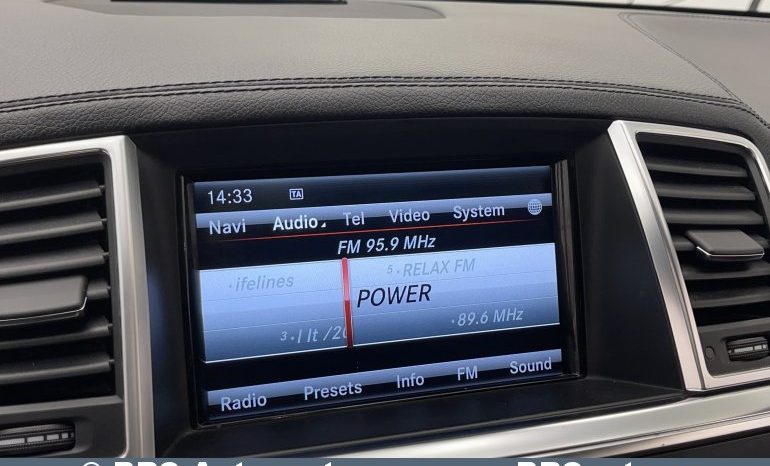 14:33 TA
Navi Audio Tel Video System
FM 95.9 MHz
·ifelines 5·RELAX FM
POWER
3· ·89.6 MHz
Radio Presets Info FM Sound